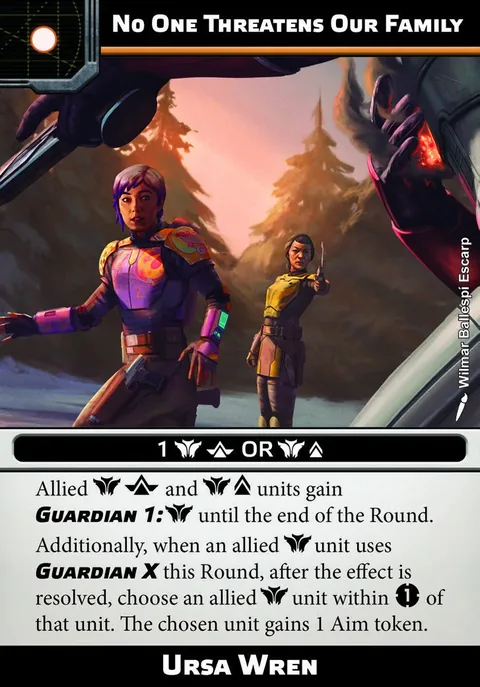 No One Threatens Our Family
Wilmar Ballespí Escarp
1 OR
Allied and units gain
Guardian 1: until the end of the Round.
Additionally, when an allied unit uses
Guardian X this Round, after the effect is
resolved, choose an allied unit within 1 of
that unit. The chosen unit gains 1 Aim token.
Ursa Wren